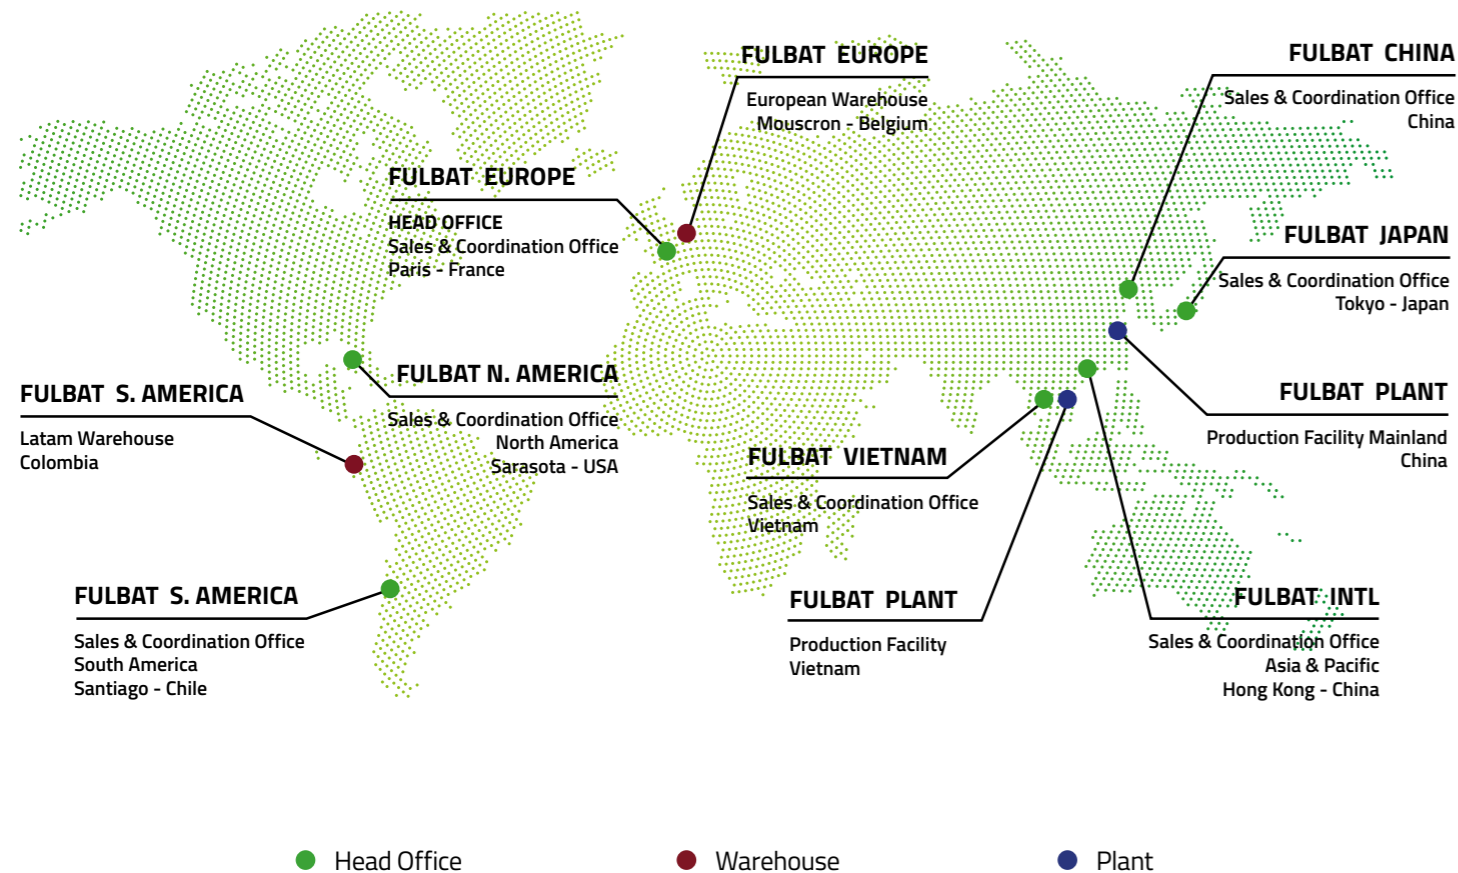 FULBAT EUROPE
European Warehouse
Mouscron - Belgium
FULBAT CHINA
Sales & Coordination Office
China
FULBAT EUROPE
HEAD OFFICE
Sales & Coordination Office
Paris - France
FULBAT JAPAN
Sales & Coordination Office
Tokyo - Japan
FULBAT N. AMERICA
Sales & Coordination Office
North America
Sarasota - USA
FULBAT S. AMERICA
Latam Warehouse
Colombia
FULBAT PLANT
Production Facility Mainland
China
FULBAT VIETNAM
Sales & Coordination Office
Vietnam
FULBAT S. AMERICA
Sales & Coordination Office
South America
Santiago - Chile
FULBAT PLANT
Production Facility
Vietnam
FULBAT INTL
Sales & Coordination Office
Asia & Pacific
Hong Kong - China
Head Office
Warehouse
Plant